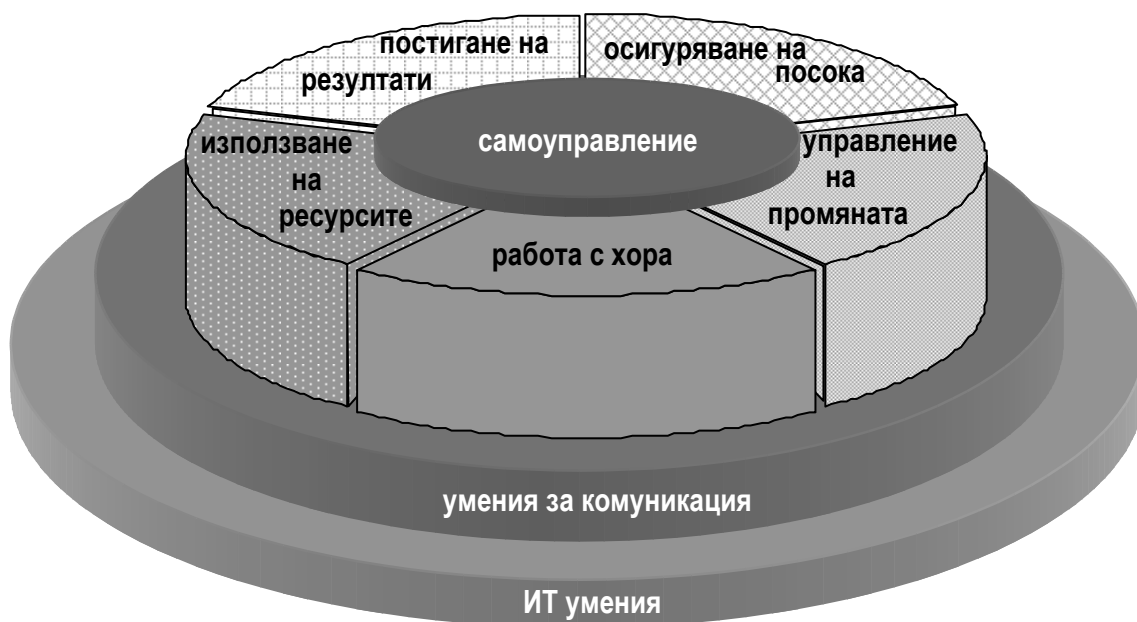 постигане на
резултати
осигуряване на
посока
самоуправление
използване
на
ресурсите
управление
на
промяната
работа с хора
умения за комуникация
ИТ умения